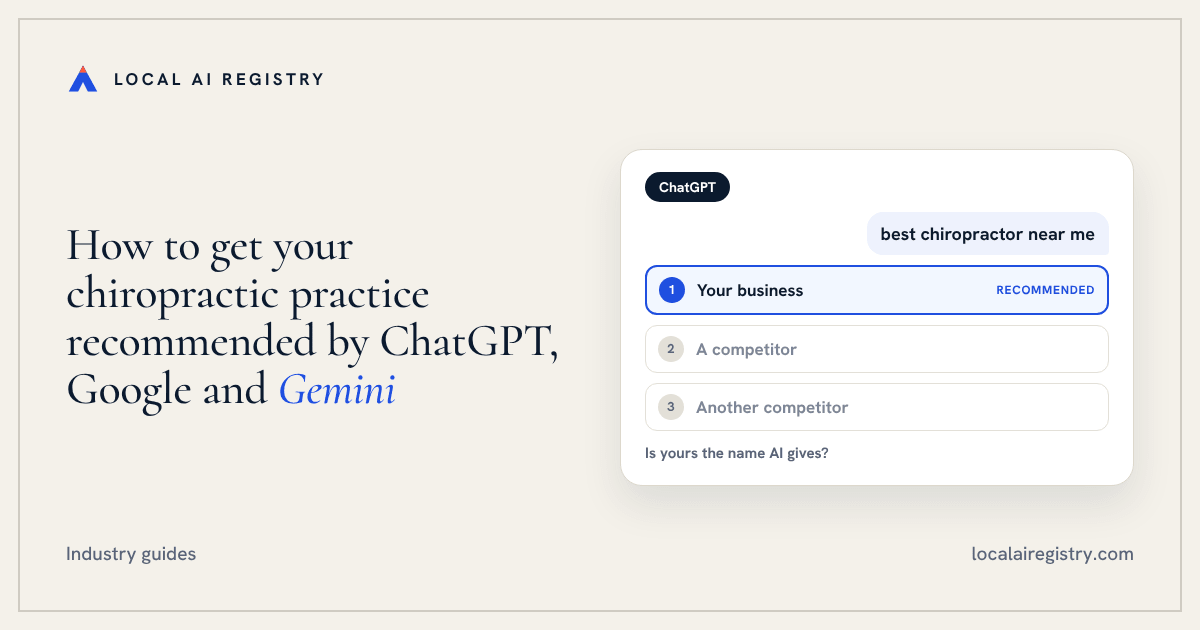 LOCAL AI REGISTRY
How to get your
chiropractic practice
recommended by ChatGPT,
Google and Gemini
ChatGPT
best chiropractor near me
1 Your business RECOMMENDED
2 A competitor
3 Another competitor
Is yours the name AI gives?
Industry guides
localairegistry.com